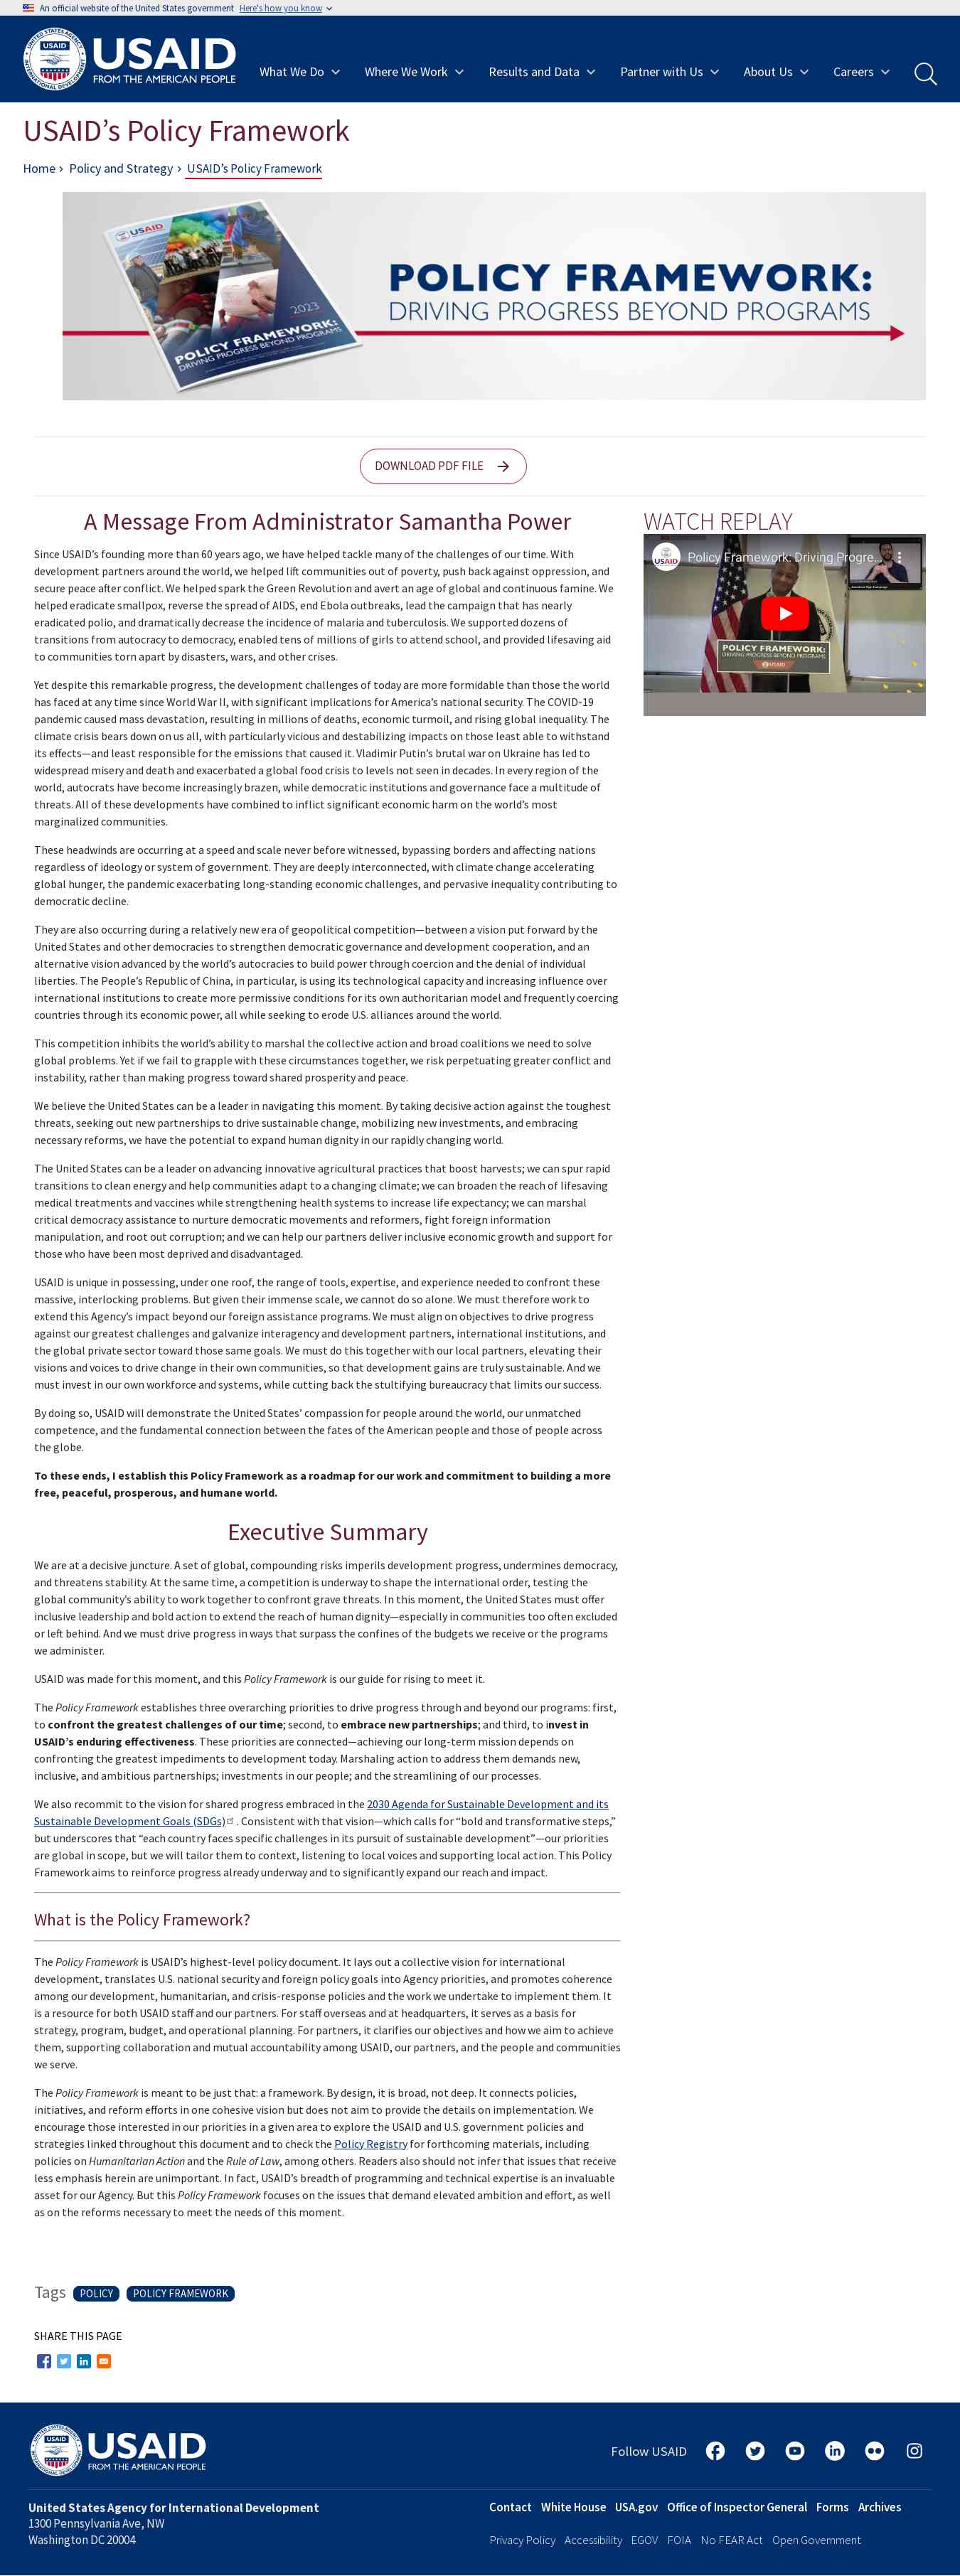 An official website of the United States government Here's how you know
USAID
FROM THE AMERICAN PEOPLE
What We Do Where We Work Results and Data Partner with Us About Us Careers
USAID’s Policy Framework
Home › Policy and Strategy › USAID’s Policy Framework
USAID
2023
POLICY FRAMEWORK:
DRIVING PROGRESS BEYOND PROGRAMS
POLICY FRAMEWORK:
DRIVING PROGRESS BEYOND PROGRAMS
DOWNLOAD PDF FILE
A Message From Administrator Samantha Power
Since USAID’s founding more than 60 years ago, we have helped tackle many of the challenges of our time. With
development partners around the world, we helped lift communities out of poverty, push back against oppression, and
secure peace after conflict. We helped spark the Green Revolution and avert an age of global and continuous famine. We
helped eradicate smallpox, reverse the spread of AIDS, end Ebola outbreaks, lead the campaign that has nearly
eradicated polio, and dramatically decrease the incidence of malaria and tuberculosis. We supported dozens of
transitions from autocracy to democracy, enabled tens of millions of girls to attend school, and provided lifesaving aid
to communities torn apart by disasters, wars, and other crises.
Yet despite this remarkable progress, the development challenges of today are more formidable than those the world
has faced at any time since World War II, with significant implications for America’s national security. The COVID-19
pandemic caused mass devastation, resulting in millions of deaths, economic turmoil, and rising global inequality. The
climate crisis bears down on us all, with particularly vicious and destabilizing impacts on those least able to withstand
its effects—and least responsible for the emissions that caused it. Vladimir Putin’s brutal war on Ukraine has led to
widespread misery and death and exacerbated a global food crisis to levels not seen in decades. In every region of the
world, autocrats have become increasingly brazen, while democratic institutions and governance face a multitude of
threats. All of these developments have combined to inflict significant economic harm on the world’s most
marginalized communities.
These headwinds are occurring at a speed and scale never before witnessed, bypassing borders and affecting nations
regardless of ideology or system of government. They are deeply interconnected, with climate change accelerating
global hunger, the pandemic exacerbating long-standing economic challenges, and pervasive inequality contributing to
democratic decline.
They are also occurring during a relatively new era of geopolitical competition—between a vision put forward by the
United States and other democracies to strengthen democratic governance and development cooperation, and an
alternative vision advanced by the world’s autocracies to build power through coercion and the denial of individual
liberties. The People’s Republic of China, in particular, is using its technological capacity and increasing influence over
international institutions to create more permissive conditions for its own authoritarian model and frequently coercing
countries through its economic power, all while seeking to erode U.S. alliances around the world.
This competition inhibits the world’s ability to marshal the collective action and broad coalitions we need to solve
global problems. Yet if we fail to grapple with these circumstances together, we risk perpetuating greater conflict and
instability, rather than making progress toward shared prosperity and peace.
We believe the United States can be a leader in navigating this moment. By taking decisive action against the toughest
threats, seeking out new partnerships to drive sustainable change, mobilizing new investments, and embracing
necessary reforms, we have the potential to expand human dignity in our rapidly changing world.
The United States can be a leader on advancing innovative agricultural practices that boost harvests; we can spur rapid
transitions to clean energy and help communities adapt to a changing climate; we can broaden the reach of lifesaving
medical treatments and vaccines while strengthening health systems to increase life expectancy; we can marshal
critical democracy assistance to nurture democratic movements and reformers, fight foreign information
manipulation, and root out corruption; and we can help our partners deliver inclusive economic growth and support for
those who have been most deprived and disadvantaged.
USAID is unique in possessing, under one roof, the range of tools, expertise, and experience needed to confront these
massive, interlocking problems. But given their immense scale, we cannot do so alone. We must therefore work to
extend this Agency’s impact beyond our foreign assistance programs. We must align on objectives to drive progress
against our greatest challenges and galvanize interagency and development partners, international institutions, and
the global private sector toward those same goals. We must do this together with our local partners, elevating their
visions and voices to drive change in their own communities, so that development gains are truly sustainable. And we
must invest in our own workforce and systems, while cutting back the stultifying bureaucracy that limits our success.
By doing so, USAID will demonstrate the United States’ compassion for people around the world, our unmatched
competence, and the fundamental connection between the fates of the American people and those of people across
the globe.
To these ends, I establish this Policy Framework as a roadmap for our work and commitment to building a more
free, peaceful, prosperous, and humane world.
Executive Summary
We are at a decisive juncture. A set of global, compounding risks imperils development progress, undermines democracy,
and threatens stability. At the same time, a competition is underway to shape the international order, testing the
global community’s ability to work together to confront grave threats. In this moment, the United States must offer
inclusive leadership and bold action to extend the reach of human dignity—especially in communities too often excluded
or left behind. And we must drive progress in ways that surpass the confines of the budgets we receive or the programs
we administer.
USAID was made for this moment, and this Policy Framework is our guide for rising to meet it.
The Policy Framework establishes three overarching priorities to drive progress through and beyond our programs: first,
to confront the greatest challenges of our time; second, to embrace new partnerships; and third, to invest in
USAID’s enduring effectiveness. These priorities are connected—achieving our long-term mission depends on
confronting the greatest impediments to development today. Marshaling action to address them demands new,
inclusive, and ambitious partnerships; investments in our people; and the streamlining of our processes.
We also recommit to the vision for shared progress embraced in the 2030 Agenda for Sustainable Development and its
Sustainable Development Goals (SDGs) . Consistent with that vision—which calls for “bold and transformative steps,”
but underscores that “each country faces specific challenges in its pursuit of sustainable development”—our priorities
are global in scope, but we will tailor them to context, listening to local voices and supporting local action. This Policy
Framework aims to reinforce progress already underway and to significantly expand our reach and impact.
What is the Policy Framework?
The Policy Framework is USAID’s highest-level policy document. It lays out a collective vision for international
development, translates U.S. national security and foreign policy goals into Agency priorities, and promotes coherence
among our development, humanitarian, and crisis-response policies and the work we undertake to implement them. It
is a resource for both USAID staff and our partners. For staff overseas and at headquarters, it serves as a basis for
strategy, program, budget, and operational planning. For partners, it clarifies our objectives and how we aim to achieve
them, supporting collaboration and mutual accountability among USAID, our partners, and the people and communities
we serve.
The Policy Framework is meant to be just that: a framework. By design, it is broad, not deep. It connects policies,
initiatives, and reform efforts in one cohesive vision but does not aim to provide the details on implementation. We
encourage those interested in our priorities in a given area to explore the USAID and U.S. government policies and
strategies linked throughout this document and to check the Policy Registry for forthcoming materials, including
policies on Humanitarian Action and the Rule of Law, among others. Readers also should not infer that issues that receive
less emphasis herein are unimportant. In fact, USAID’s breadth of programming and technical expertise is an invaluable
asset for our Agency. But this Policy Framework focuses on the issues that demand elevated ambition and effort, as well
as on the reforms necessary to meet the needs of this moment.
WATCH REPLAY
Policy Framework: Driving Progre...
POLICY FRAMEWORK:
DRIVING PROGRESS BEYOND PROGRAMS
USAID
Tags POLICY POLICY FRAMEWORK
SHARE THIS PAGE
USAID
FROM THE AMERICAN PEOPLE
Follow USAID
United States Agency for International Development
1300 Pennsylvania Ave, NW
Washington DC 20004
Contact White House USA.gov Office of Inspector General Forms Archives
Privacy Policy Accessibility EGOV FOIA No FEAR Act Open Government